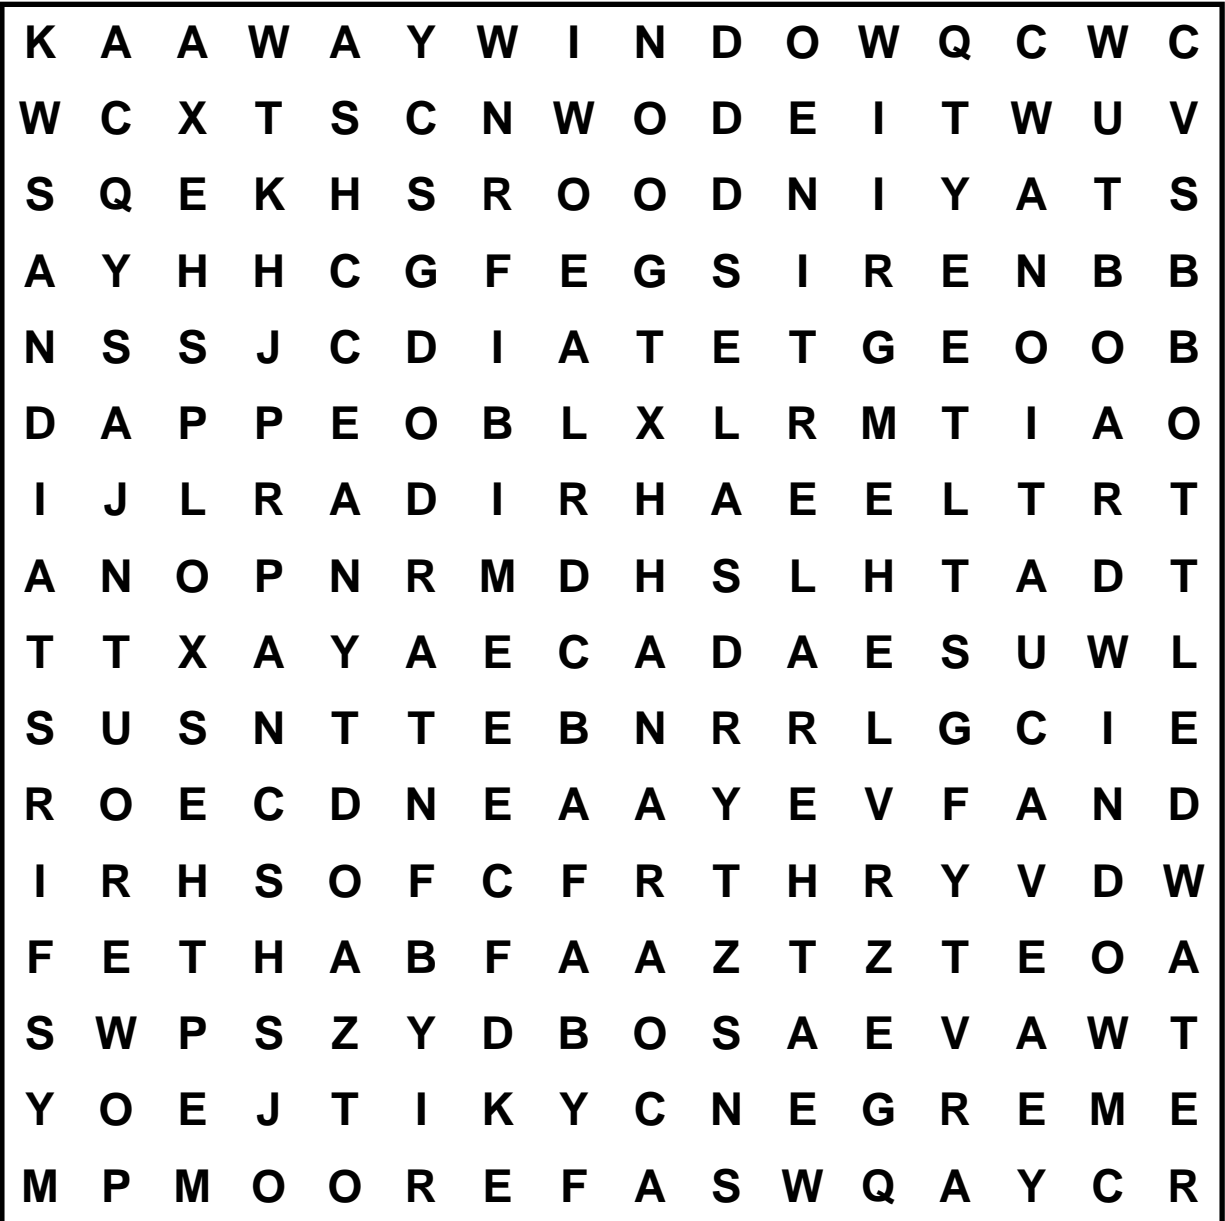 K A A W A Y W I N D O W Q C W C
W C X T S C N W O D E I T W U V
S Q E K H S R O O D N I Y A T S
A Y H H C G F E G S I R E N B B
N S S J C D I A T E T G E O O B
D A P P E O B L X L R M T I A O
I J L R A D I R H A E E L T R T
A N O P N R M D H S L H T A D T
T T X A Y A E C A D A E S U W L
S U S N T T E B N R R L G C I E
R O E C D N E A A Y E V F A N D
I R H S O F C F R T H R Y V D W
F E T H A B F A A Z T Z T E O A
S W P S Z Y D B O S A E V A W T
Y O E J T I K Y C N E G R E M E
M P M O O R E F A S W Q A Y C R